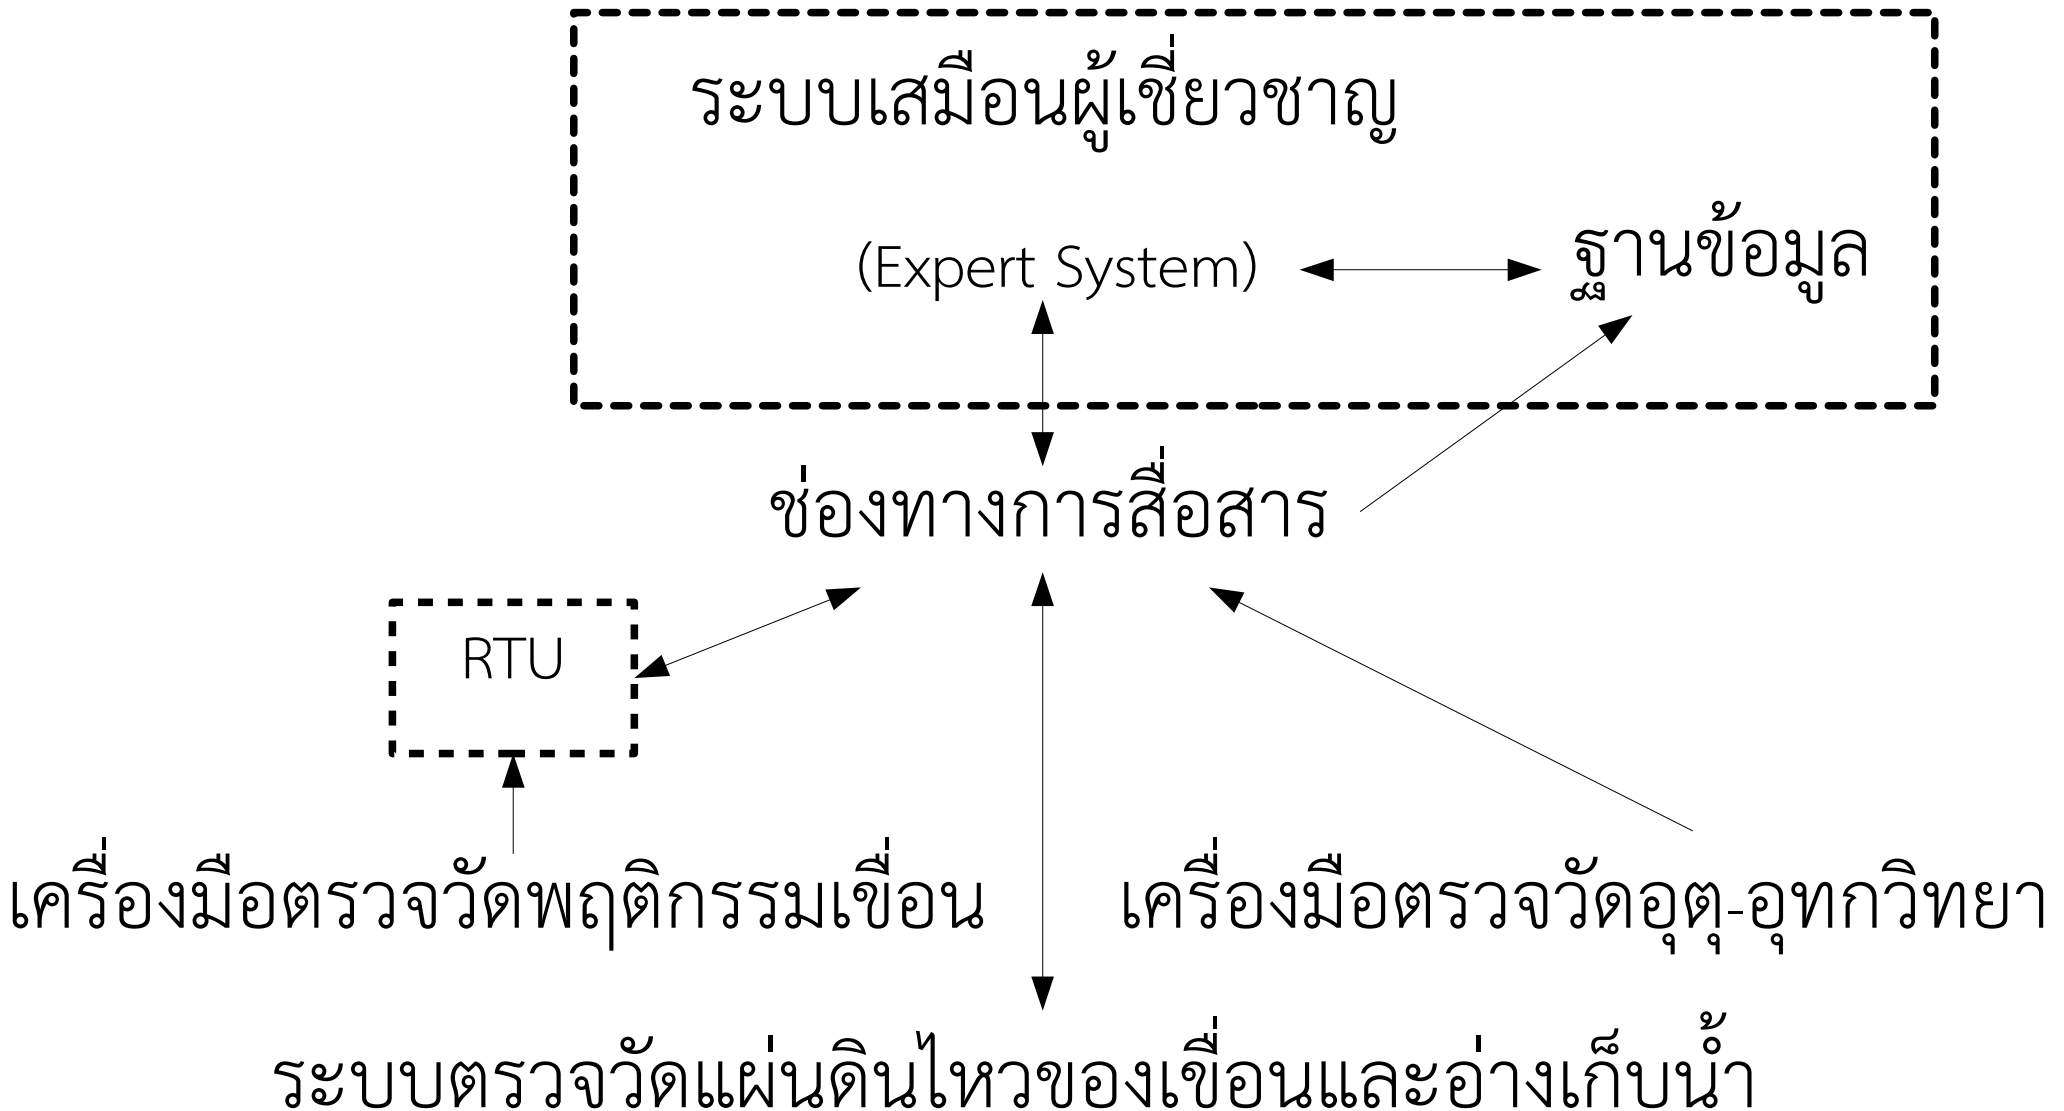 ระบบเสมือนผู้เชี่ยวชาญ
(Expert System)
ฐานข้อมูล
ช่องทางการสื่อสาร
RTU
เครื่องมือตรวจวัดพฤติกรรมเขื่อน
เครื่องมือตรวจวัดอุตุ-อุทกวิทยา
ระบบตรวจวัดแผ่นดินไหวของเขื่อนและอ่างเก็บน้ำ